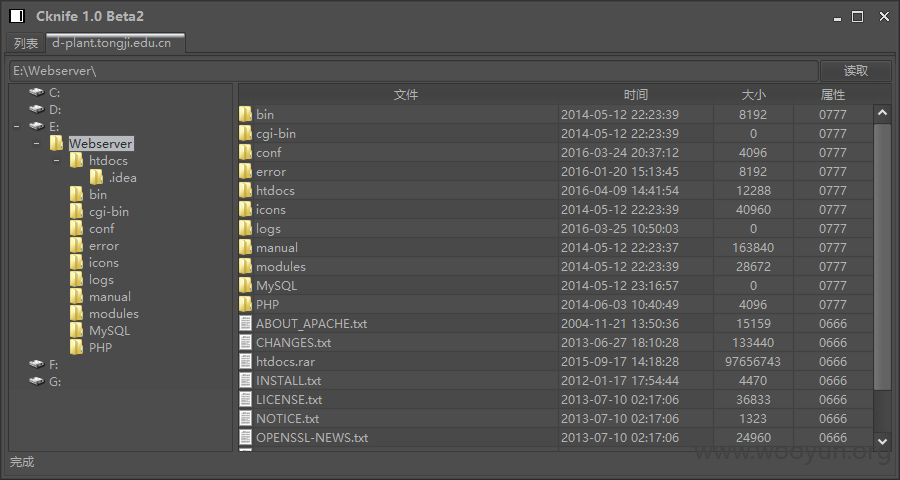 Cknife 1.0 Beta2
列表 d-plant.tongji.edu.cn
E:\Webserver\ 读取
C:
D:
E:
Webserver
htdocs
.idea
bin
cgi-bin
conf
error
icons
logs
manual
modules
MySQL
PHP
F:
G:
文件 时间 大小 属性
bin 2014-05-12 22:23:39 8192 0777
cgi-bin 2014-05-12 22:23:39 0 0777
conf 2016-03-24 20:37:12 4096 0777
error 2016-01-20 15:13:45 8192 0777
htdocs 2016-04-09 14:41:54 12288 0777
icons 2014-05-12 22:23:39 40960 0777
logs 2016-03-25 10:50:03 0 0777
manual 2014-05-12 22:23:37 163840 0777
modules 2014-05-12 22:23:39 28672 0777
MySQL 2014-05-12 23:16:57 0 0777
PHP 2014-06-03 10:40:49 4096 0777
ABOUT_APACHE.txt 2004-11-21 13:50:36 15159 0666
CHANGES.txt 2013-06-27 18:10:28 133440 0666
htdocs.rar 2015-09-17 14:18:28 97656743 0666
INSTALL.txt 2012-01-17 17:54:44 4470 0666
LICENSE.txt 2013-07-10 02:17:06 36833 0666
NOTICE.txt 2013-07-10 02:17:06 1323 0666
OPENSSL-NEWS.txt 2013-07-10 02:17:06 24960 0666
www.wooyun.org
完成